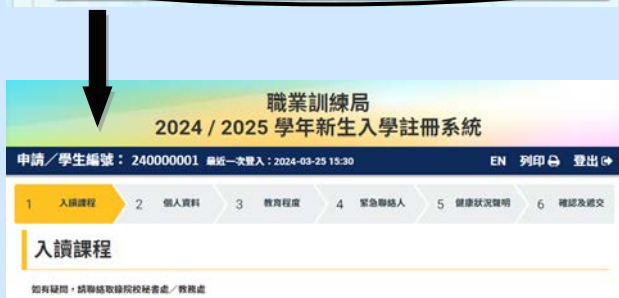 職業訓練局
2024 / 2025 學年新生入學註冊系統
申請／學生編號： 240000001 最近一次登入：2024-03-25 15:30 EN 列印 登出
1 入讀課程 2 個人資料 3 教育程度 4 緊急聯絡人 5 健康狀況聲明 6 確認及遞交
入讀課程
如有疑問，請聯絡取錄院校秘書處／教務處